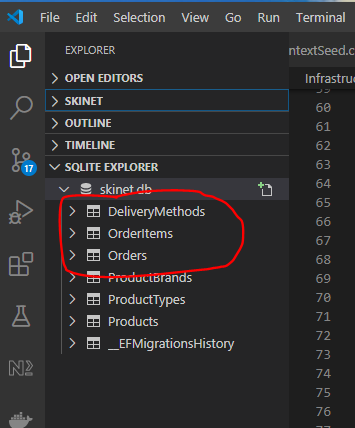 File Edit Selection View Go Run Terminal
EXPLORER
OPEN EDITORS
SKINET
OUTLINE
TIMELINE
SQLITE EXPLORER
skinet.db
DeliveryMethods
OrderItems
Orders
ProductBrands
ProductTypes
Products
__EFMigrationsHistory
17
ontextSeed.c
Infrastruc
59
60
61
62
63
64
65
66
67
68
69
70
71
72
73
74
75
76
77